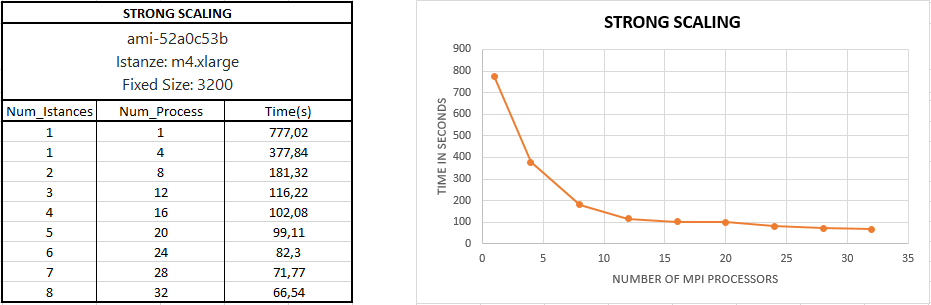 STRONG SCALING
ami-52a0c53b
Istanze: m4.xlarge
Fixed Size: 3200
Num_Istances Num_Process Time(s)
1 1 777,02
1 4 377,84
2 8 181,32
3 12 116,22
4 16 102,08
5 20 99,11
6 24 82,3
7 28 71,77
8 32 66,54
STRONG SCALING
TIME IN SECONDS
900
800
700
600
500
400
300
200
100
0
0 5 10 15 20 25 30 35
NUMBER OF MPI PROCESSORS